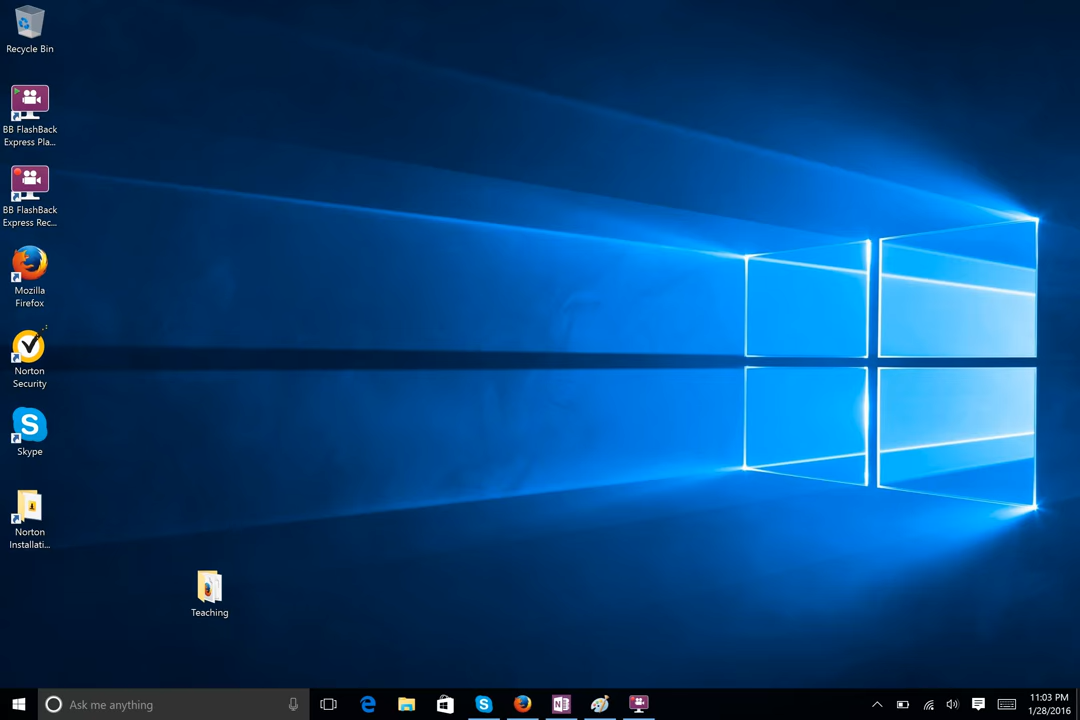 Recycle Bin
BB FlashBack
Express Pla...
BB FlashBack
Express Rec...
Mozilla
Firefox
Norton
Security
S
Skype
Norton
Installati...
Teaching
Ask me anything
11:03 PM
1/28/2016